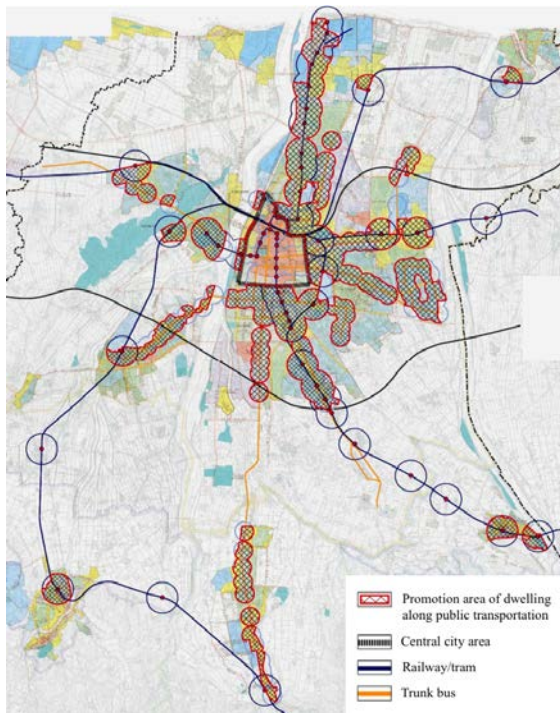 Promotion area of dwelling
along public transportation
Central city area
Railway/tram
Trunk bus